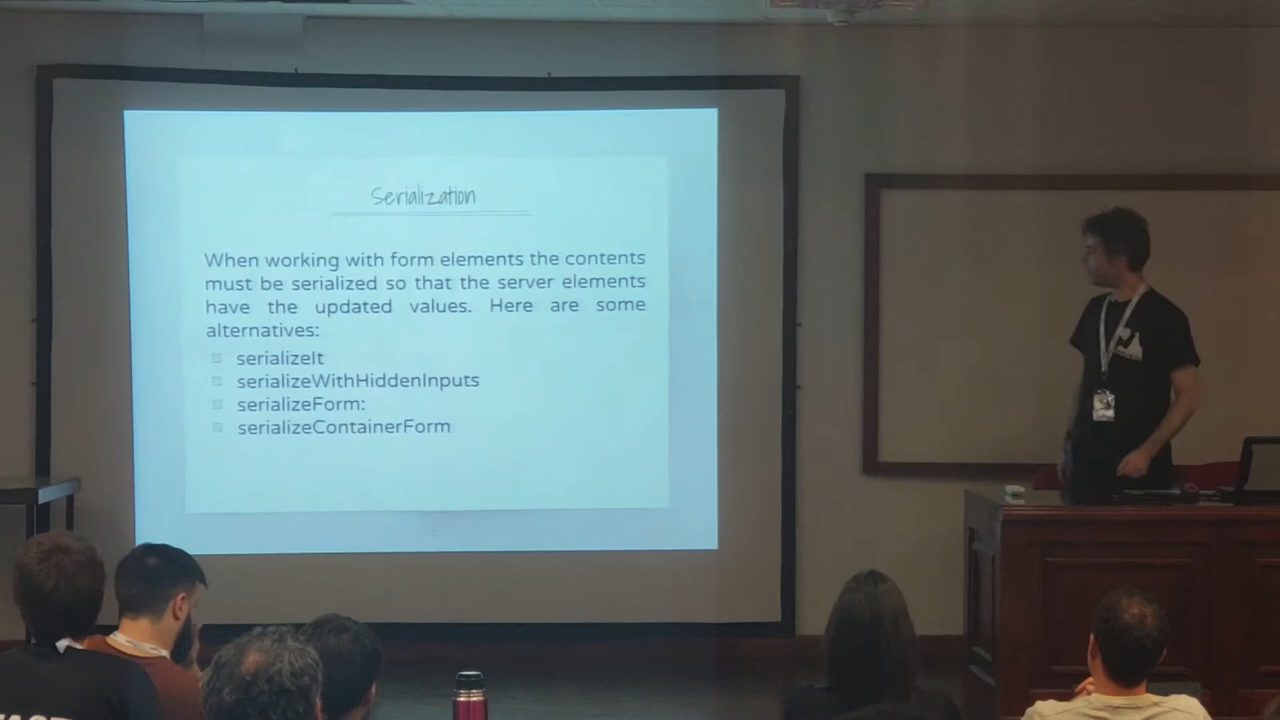 Serialization
When working with form elements the contents
must be serialized so that the server elements
have the updated values. Here are some
alternatives:
serializeIt
serializeWithHiddenInputs
serializeForm:
serializeContainerForm